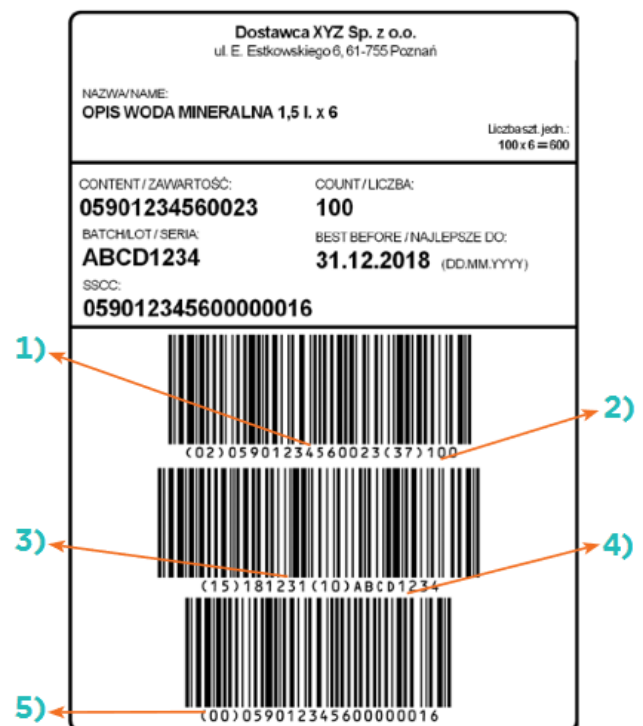 Dostawca XYZ Sp. z o.o.
ul. E. Estkowskiego 6, 61-755 Poznań
NAZWA/NAME:
OPIS WODA MINERALNA 1,5 l. x 6
Liczba szt. jedn.:
100 x 6 = 600
CONTENT / ZAWARTOŚĆ: COUNT / LICZBA:
05901234560023 100
BATCH/LOT / SERIA: BEST BEFORE / NAJLEPSZE DO:
ABCD1234 31.12.2018 (DD.MM.YYYY)
SSCC:
059012345600000016
1)
2)
(02)05901234560023(37)100
3)
4)
(15)181231(10)ABCD1234
5)
(00)059012345600000016